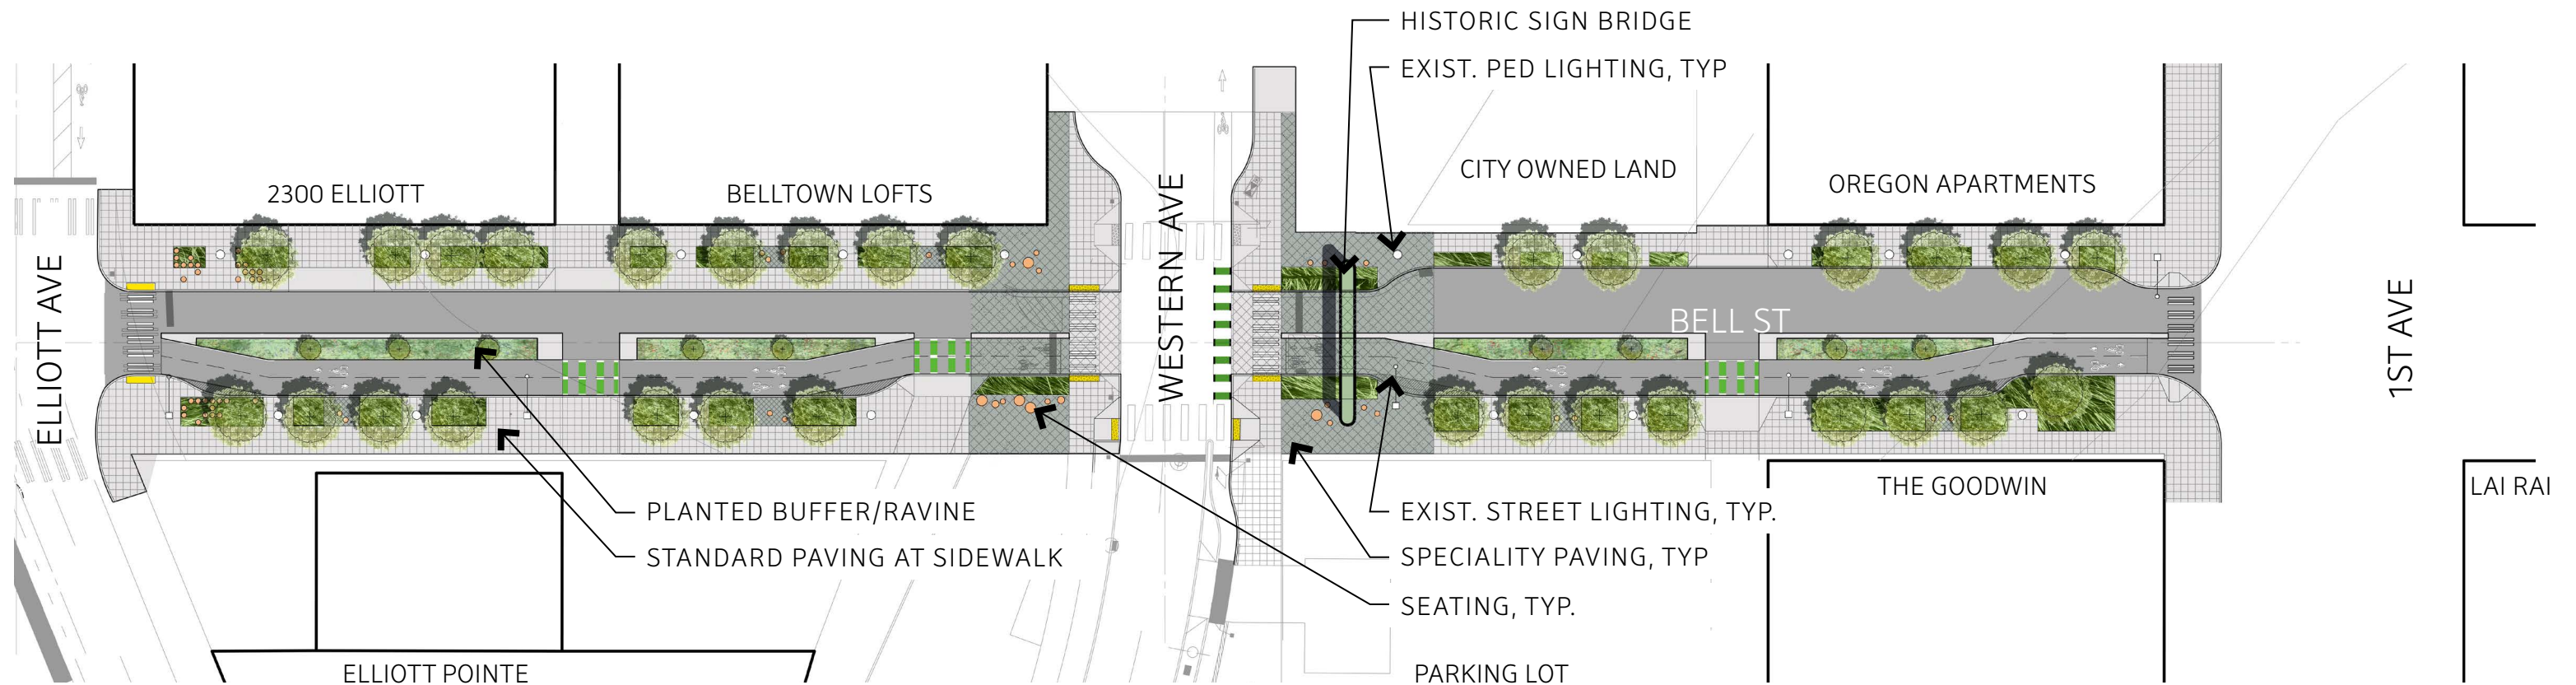 HISTORIC SIGN BRIDGE
EXIST. PED LIGHTING, TYP
CITY OWNED LAND
OREGON APARTMENTS
2300 ELLIOTT
BELLTOWN LOFTS
ELLIOTT AVE
WESTERN AVE
BELL ST
1ST AVE
THE GOODWIN
LAI RAI
PLANTED BUFFER/RAVINE
STANDARD PAVING AT SIDEWALK
EXIST. STREET LIGHTING, TYP.
SPECIALITY PAVING, TYP
SEATING, TYP.
ELLIOTT POINTE
PARKING LOT